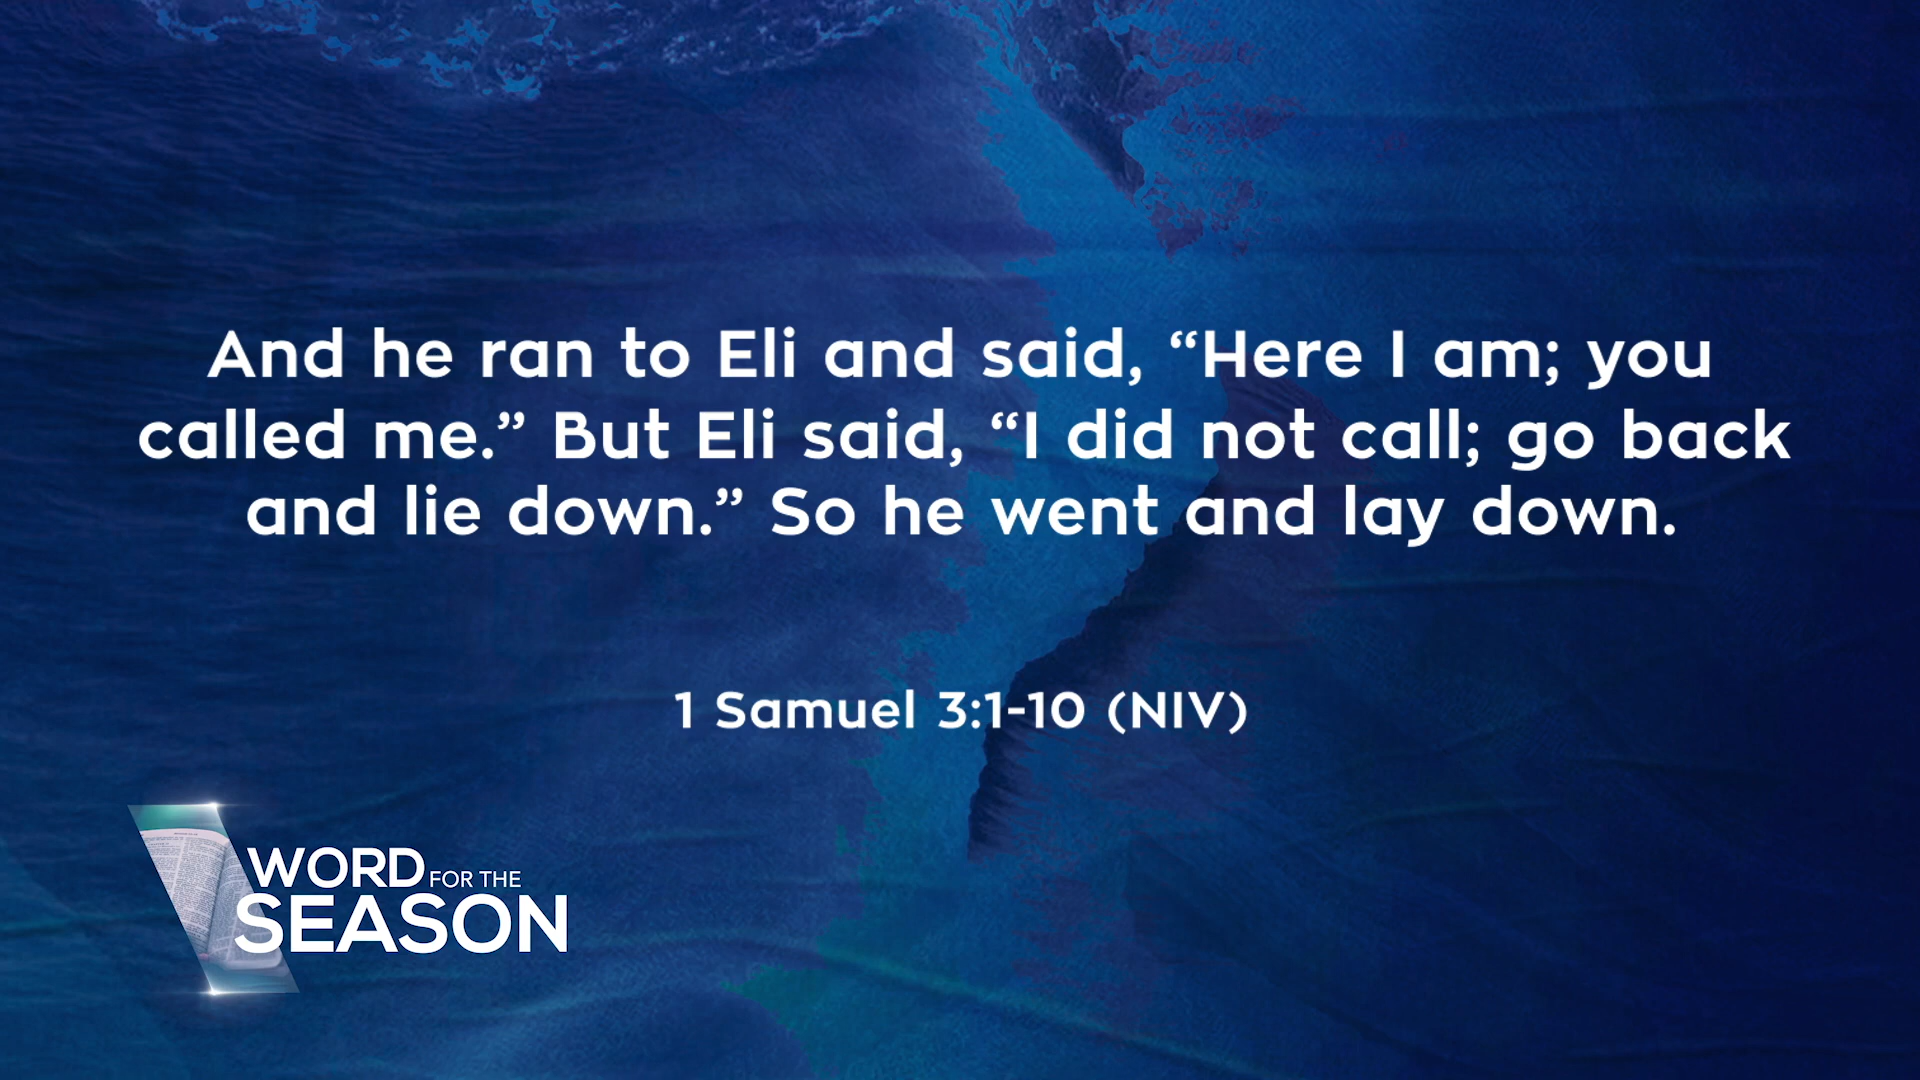 And he ran to Eli and said, “Here I am; you
called me.” But Eli said, “I did not call; go back
and lie down.” So he went and lay down.
1 Samuel 3:1-10 (NIV)
WORD FOR THE
SEASON